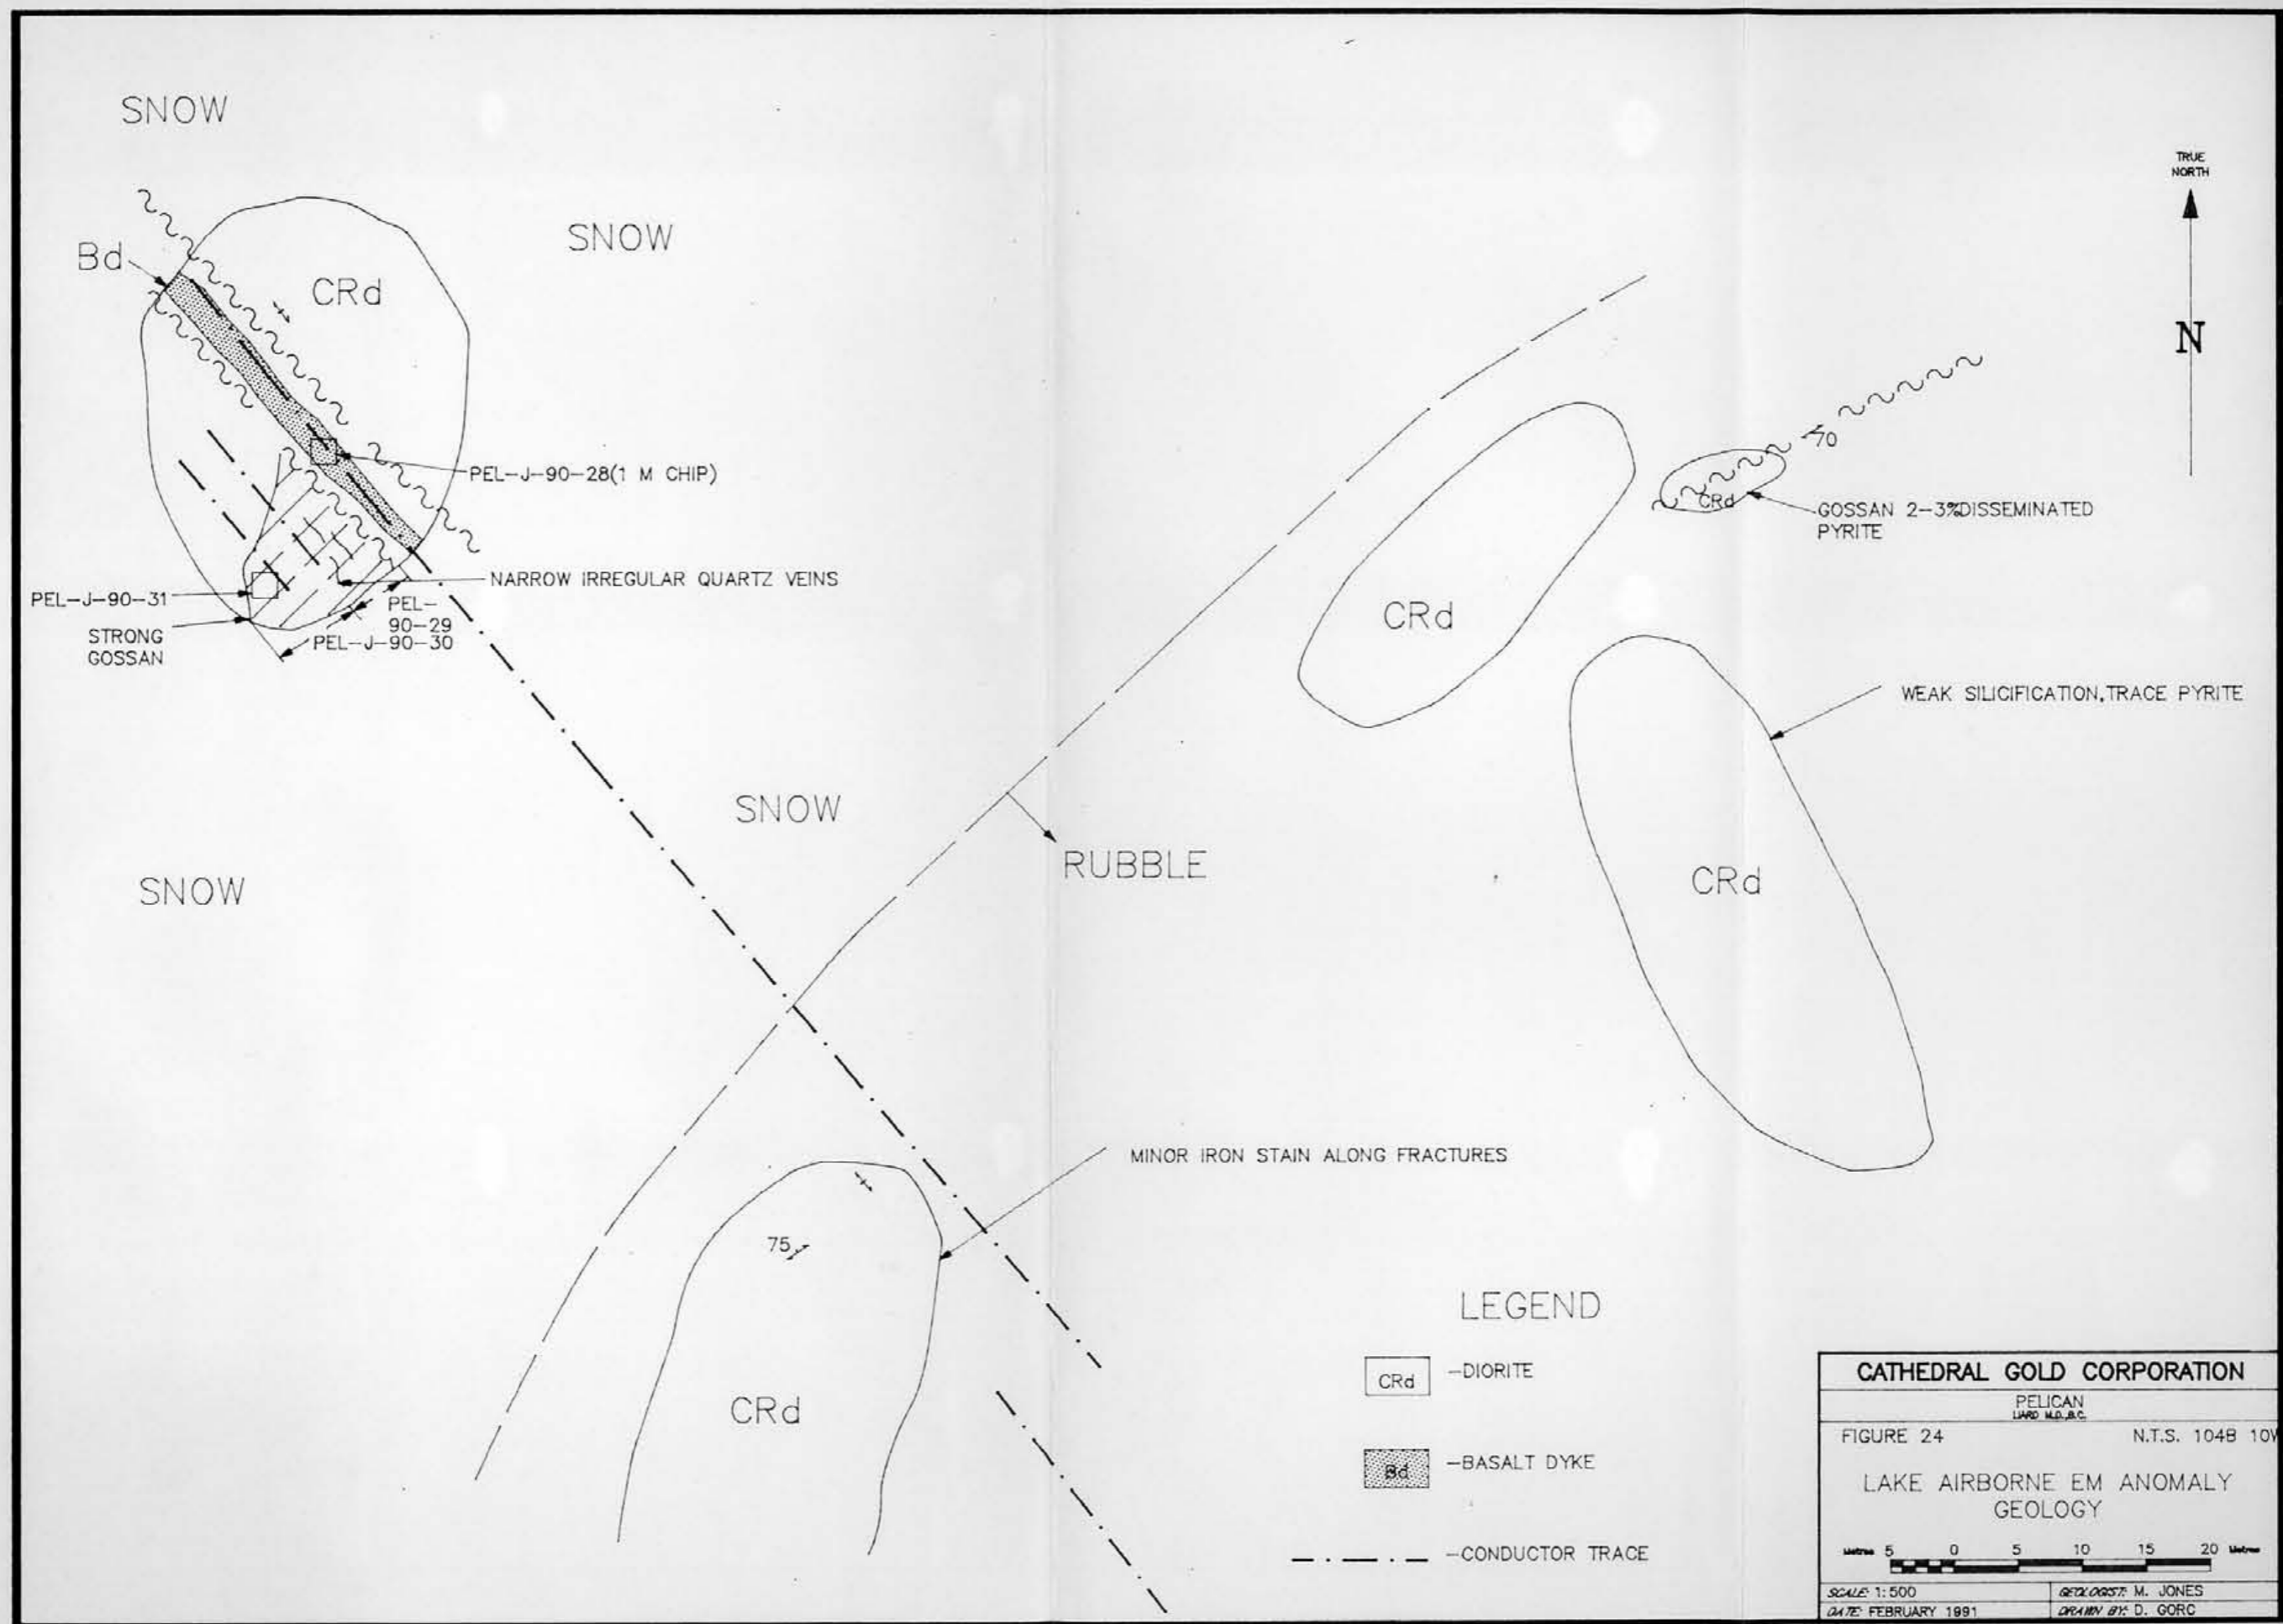 SNOW
TRUE
NORTH
SNOW
Bd
CRd
N
70
PEL-J-90-28(1 M CHIP)
CRd
GOSSAN 2-3%DISSEMINATED
PYRITE
NARROW IRREGULAR QUARTZ VEINS
PEL-J-90-31
PEL-
90-29
STRONG
GOSSAN
PEL-J-90-30
CRd
WEAK SILICIFICATION,TRACE PYRITE
SNOW
RUBBLE
SNOW
CRd
MINOR IRON STAIN ALONG FRACTURES
75
CRd
LEGEND
CRd -DIORITE
Bd -BASALT DYKE
-CONDUCTOR TRACE
CATHEDRAL GOLD CORPORATION
PELICAN
LIARD M.D.,B.C.
FIGURE 24 N.T.S. 104B 10W
LAKE AIRBORNE EM ANOMALY
GEOLOGY
Metres 5 0 5 10 15 20 Metres
SCALE: 1:500 GEOLOGIST: M. JONES
DATE: FEBRUARY 1991 DRAWN BY: D. GORC